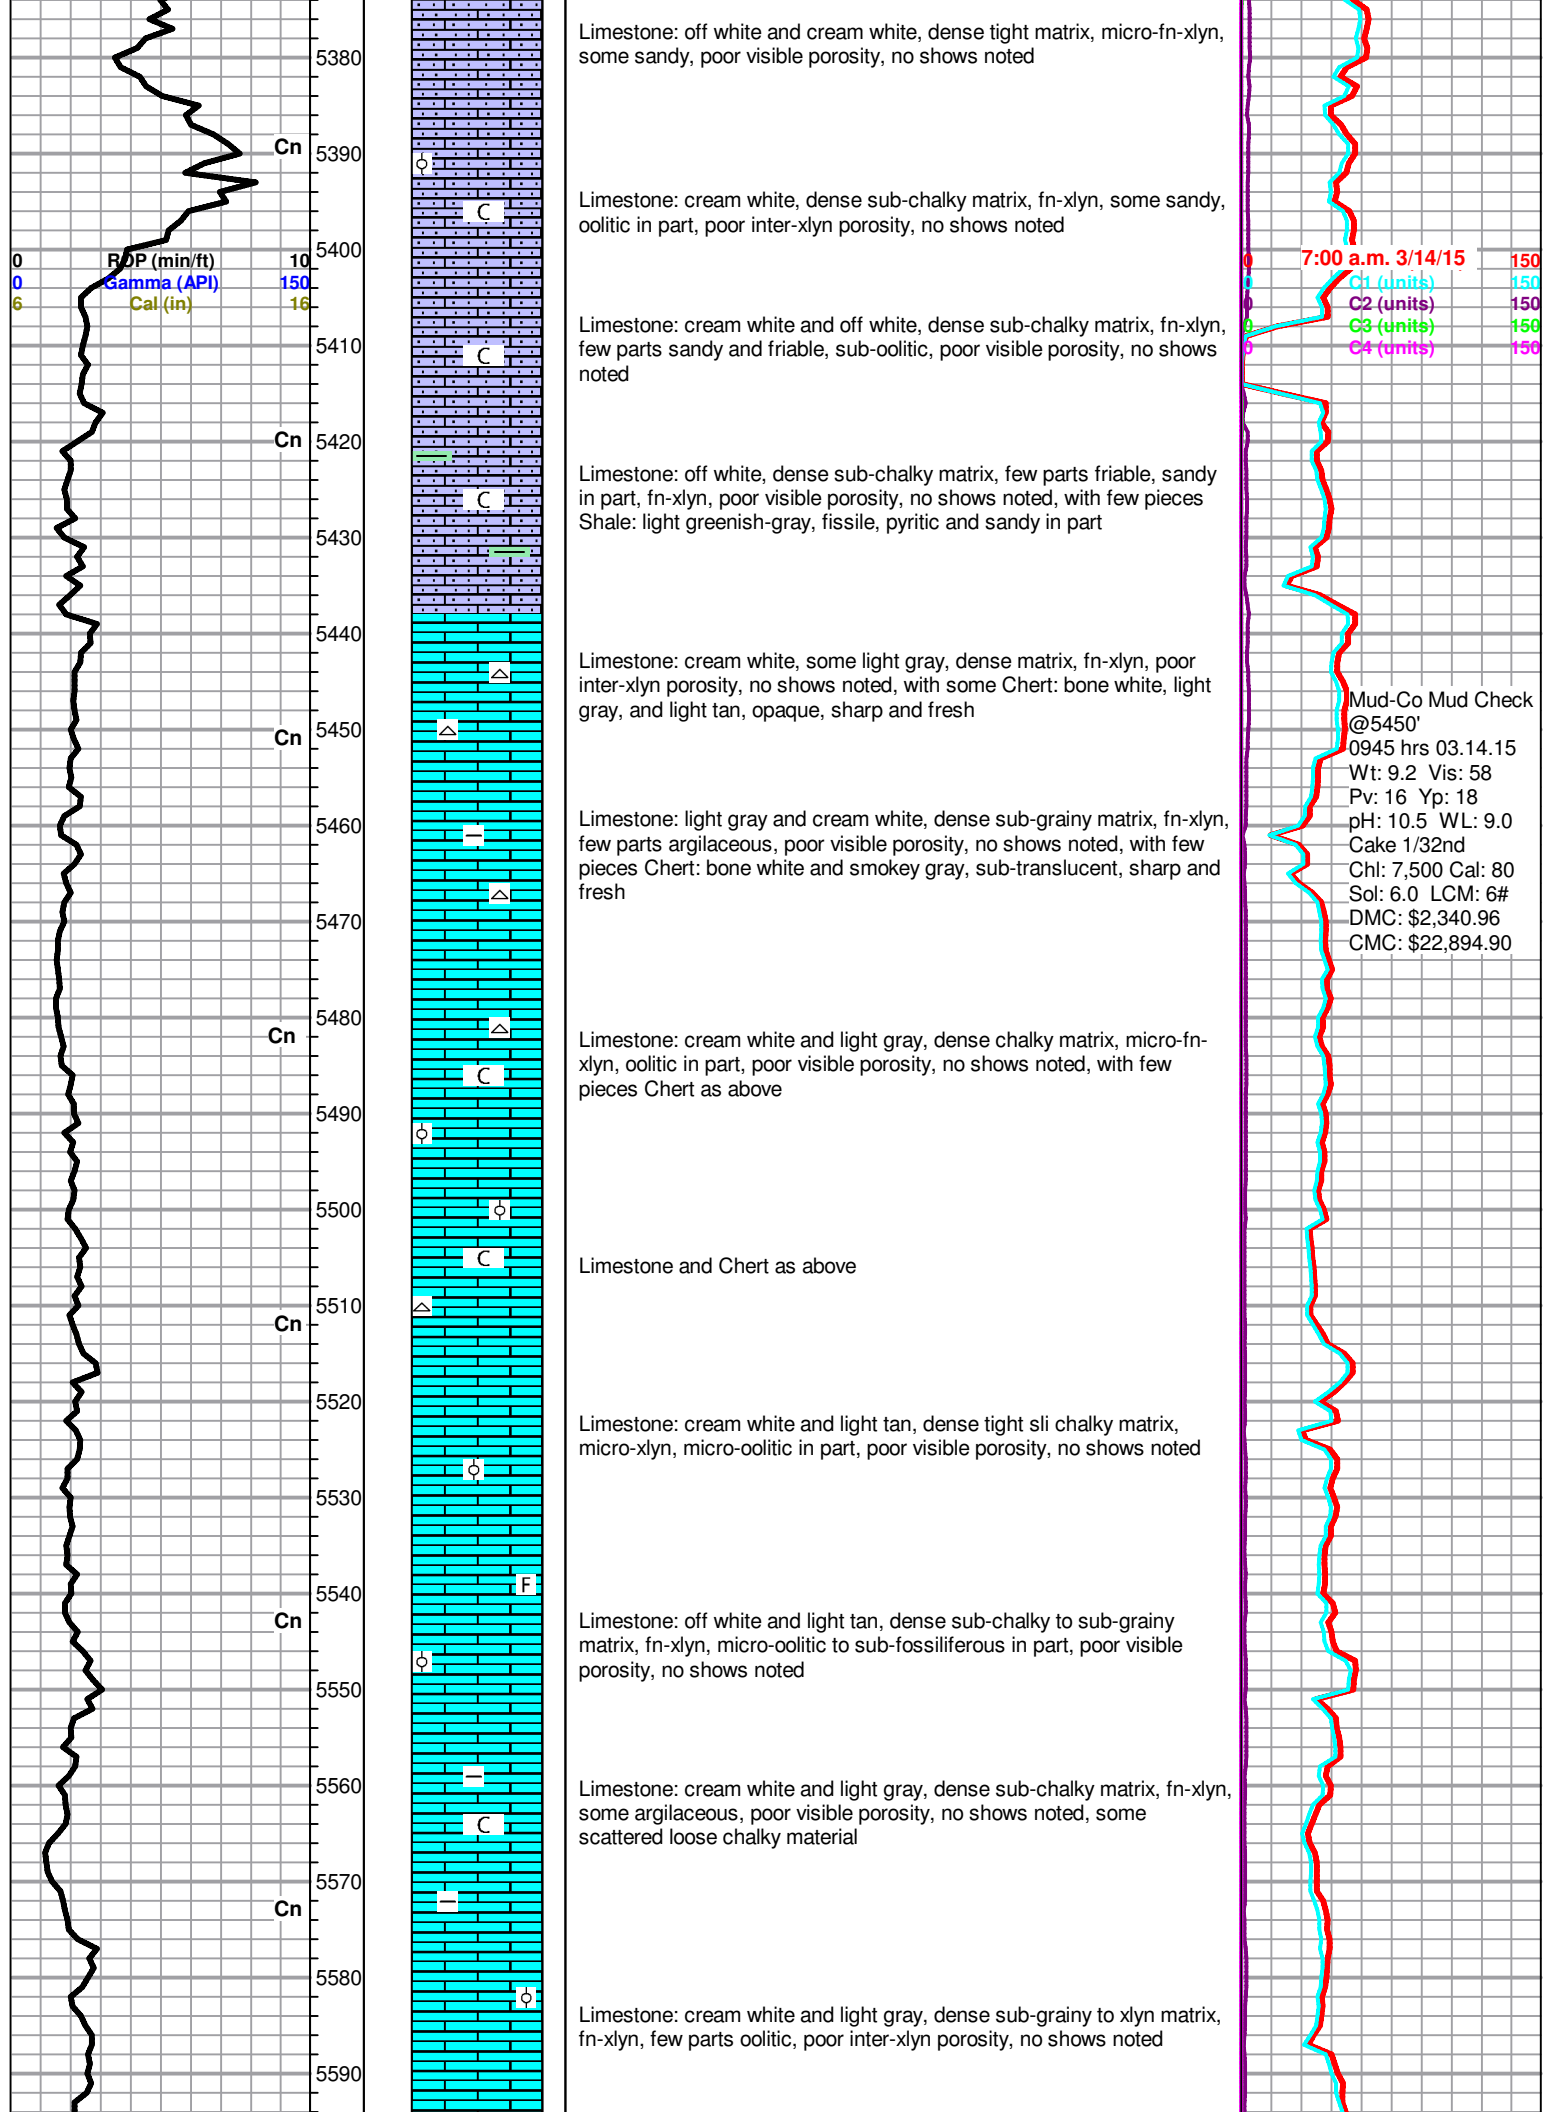 Limestone: off white and cream white, dense tight matrix, micro-fn-xlyn,
some sandy, poor visible porosity, no shows noted
5380
Cn
5390
C
Limestone: cream white, dense sub-chalky matrix, fn-xlyn, some sandy,
oolitic in part, poor inter-xlyn porosity, no shows noted
5400
0 ROP (min/ft) 10
0 Gamma (API) 150
6 Cal (in) 16
0 7:00 a.m. 3/14/15 150
0 C1 (units) 150
C2 (units) 150
0 C3 (units) 150
0 C4 (units) 150
Limestone: cream white and off white, dense sub-chalky matrix, fn-xlyn,
few parts sandy and friable, sub-oolitic, poor visible porosity, no shows
noted
5410
C
Cn
5420
Limestone: off white, dense sub-chalky matrix, few parts friable, sandy
in part, fn-xlyn, poor visible porosity, no shows noted, with few pieces
Shale: light greenish-gray, fissile, pyritic and sandy in part
C
5430
5440
Limestone: cream white, some light gray, dense matrix, fn-xlyn, poor
inter-xlyn porosity, no shows noted, with some Chert: bone white, light
gray, and light tan, opaque, sharp and fresh
Cn
5450
Mud-Co Mud Check
@5450'
0945 hrs 03.14.15
Wt: 9.2 Vis: 58
Pv: 16 Yp: 18
pH: 10.5 WL: 9.0
Cake 1/32nd
Chl: 7,500 Cal: 80
Sol: 6.0 LCM: 6#
DMC: $2,340.96
CMC: $22,894.90
5460
Limestone: light gray and cream white, dense sub-grainy matrix, fn-xlyn,
few parts argilaceous, poor visible porosity, no shows noted, with few
pieces Chert: bone white and smokey gray, sub-translucent, sharp and
fresh
5470
5480
Cn
Limestone: cream white and light gray, dense chalky matrix, micro-fn-
xlyn, oolitic in part, poor visible porosity, no shows noted, with few
pieces Chert as above
C
5490
5500
C
Limestone and Chert as above
5510
Cn
5520
Limestone: cream white and light tan, dense tight sli chalky matrix,
micro-xlyn, micro-oolitic in part, poor visible porosity, no shows noted
5530
F
5540
Cn
Limestone: off white and light tan, dense sub-chalky to sub-grainy
matrix, fn-xlyn, micro-oolitic to sub-fossiliferous in part, poor visible
porosity, no shows noted
5550
5560
Limestone: cream white and light gray, dense sub-chalky matrix, fn-xlyn,
some argilaceous, poor visible porosity, no shows noted, some
scattered loose chalky material
C
5570
Cn
5580
Limestone: cream white and light gray, dense sub-grainy to xlyn matrix,
fn-xlyn, few parts oolitic, poor inter-xlyn porosity, no shows noted
5590